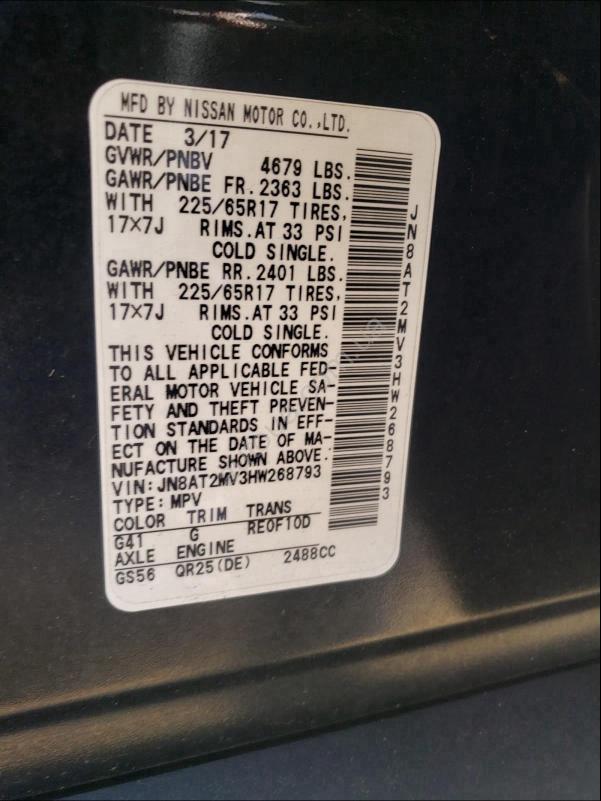 MFD BY NISSAN MOTOR CO.,LTD.
DATE 3/17
GVWR/PNBV 4679 LBS.
GAWR/PNBE FR. 2363 LBS.
WITH 225/65R17 TIRES,
17×7J RIMS. AT 33 PSI
COLD SINGLE.
GAWR/PNBE RR. 2401 LBS.
WITH 225/65R17 TIRES,
17×7J RIMS. AT 33 PSI
COLD SINGLE.
THIS VEHICLE CONFORMS
TO ALL APPLICABLE FED-
ERAL MOTOR VEHICLE SA-
FETY AND THEFT PREVEN-
TION STANDARDS IN EFF-
ECT ON THE DATE OF MA-
NUFACTURE SHOWN ABOVE.
VIN: JN8AT2MV3HW268793
TYPE: MPV
COLOR TRIM TRANS
G41 G RE0F10D
AXLE ENGINE
GS56 QR25(DE) 2488CC
JN8AT2MV3HW268793